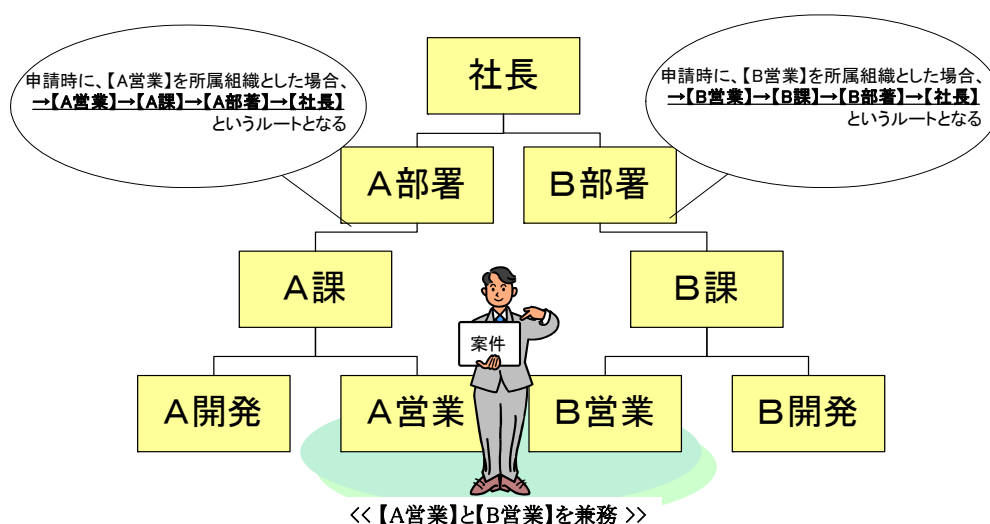 社長
申請時に、【A営業】を所属組織とした場合、
→【A営業】→【A課】→【A部署】→【社長】
というルートとなる
申請時に、【B営業】を所属組織とした場合、
→【B営業】→【B課】→【B部署】→【社長】
というルートとなる
A部署
B部署
A課
B課
案件
A開発
A営業
B営業
B開発
<< 【A営業】と【B営業】を兼務 >>